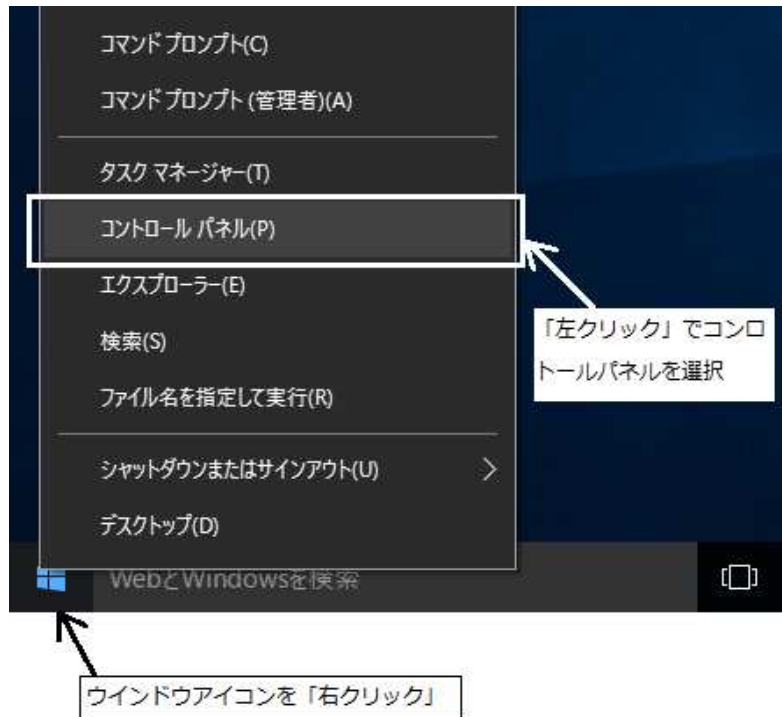 コマンド プロンプト(C)
コマンド プロンプト (管理者)(A)
タスク マネージャー(T)
コントロール パネル(P)
エクスプローラー(E)
検索(S)
ファイル名を指定して実行(R)
シャットダウンまたはサインアウト(U)
デスクトップ(D)
「左クリック」でコンロ
トールパネルを選択
WebとWindowsを検索
ウインドウアイコンを「右クリック」